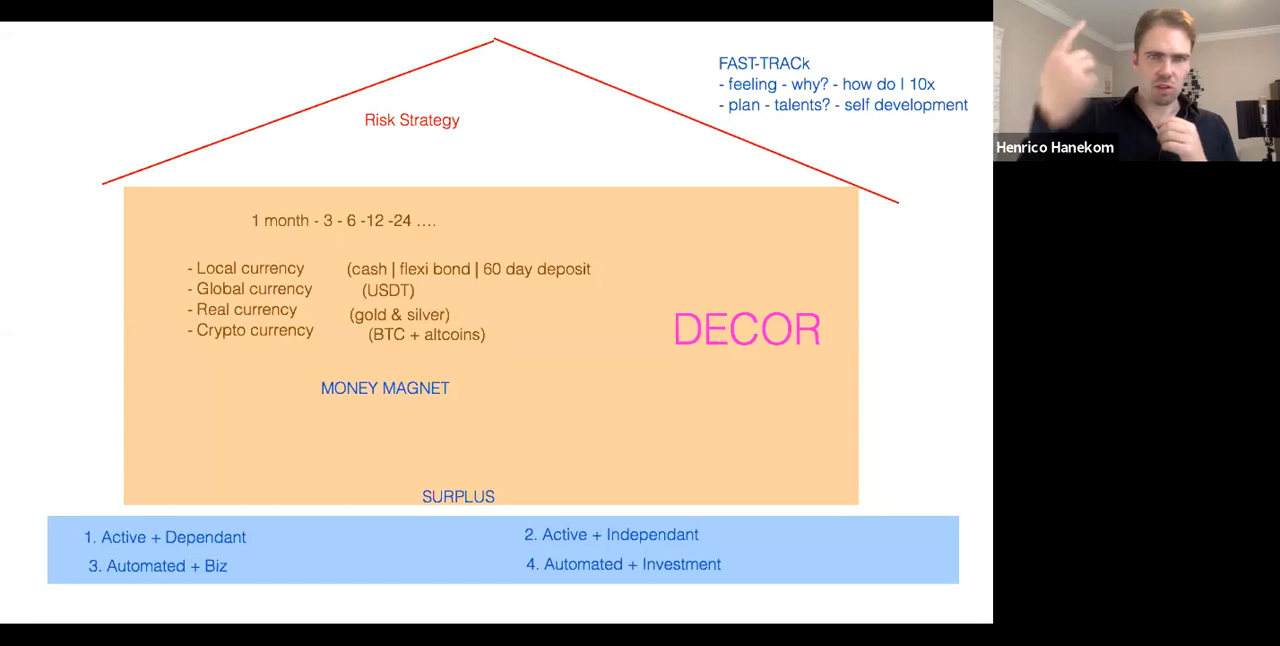 FAST-TRACk
- feeling - why? - how do I 10x
- plan - talents? - self development
Henrico Hanekom
Risk Strategy
1 month - 3 - 6 -12 -24 ....
- Local currency (cash | flexi bond | 60 day deposit
- Global currency (USDT)
- Real currency (gold & silver)
- Crypto currency (BTC + altcoins)
DECOR
MONEY MAGNET
SURPLUS
1. Active + Dependant 2. Active + Independant
3. Automated + Biz 4. Automated + Investment